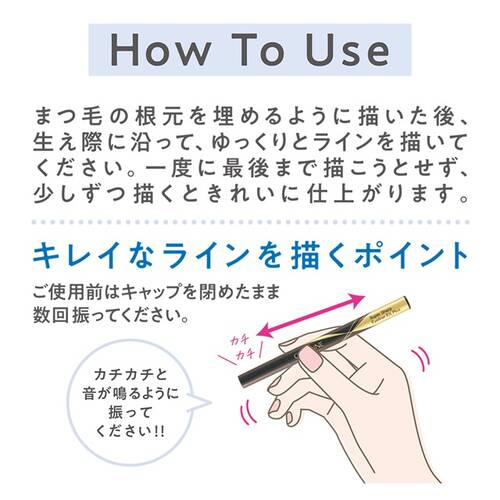 How To Use
まつ毛の根元を埋めるように描いた後、
生え際に沿って、ゆっくりとラインを描いて
ください。一度に最後まで描こうとせず、
少しずつ描くときれいに仕上がります。
キレイなラインを描くポイント
ご使用前はキャップを閉めたまま
数回振ってください。
カチ
カチ
カチカチと
音が鳴るように
振って
ください!!